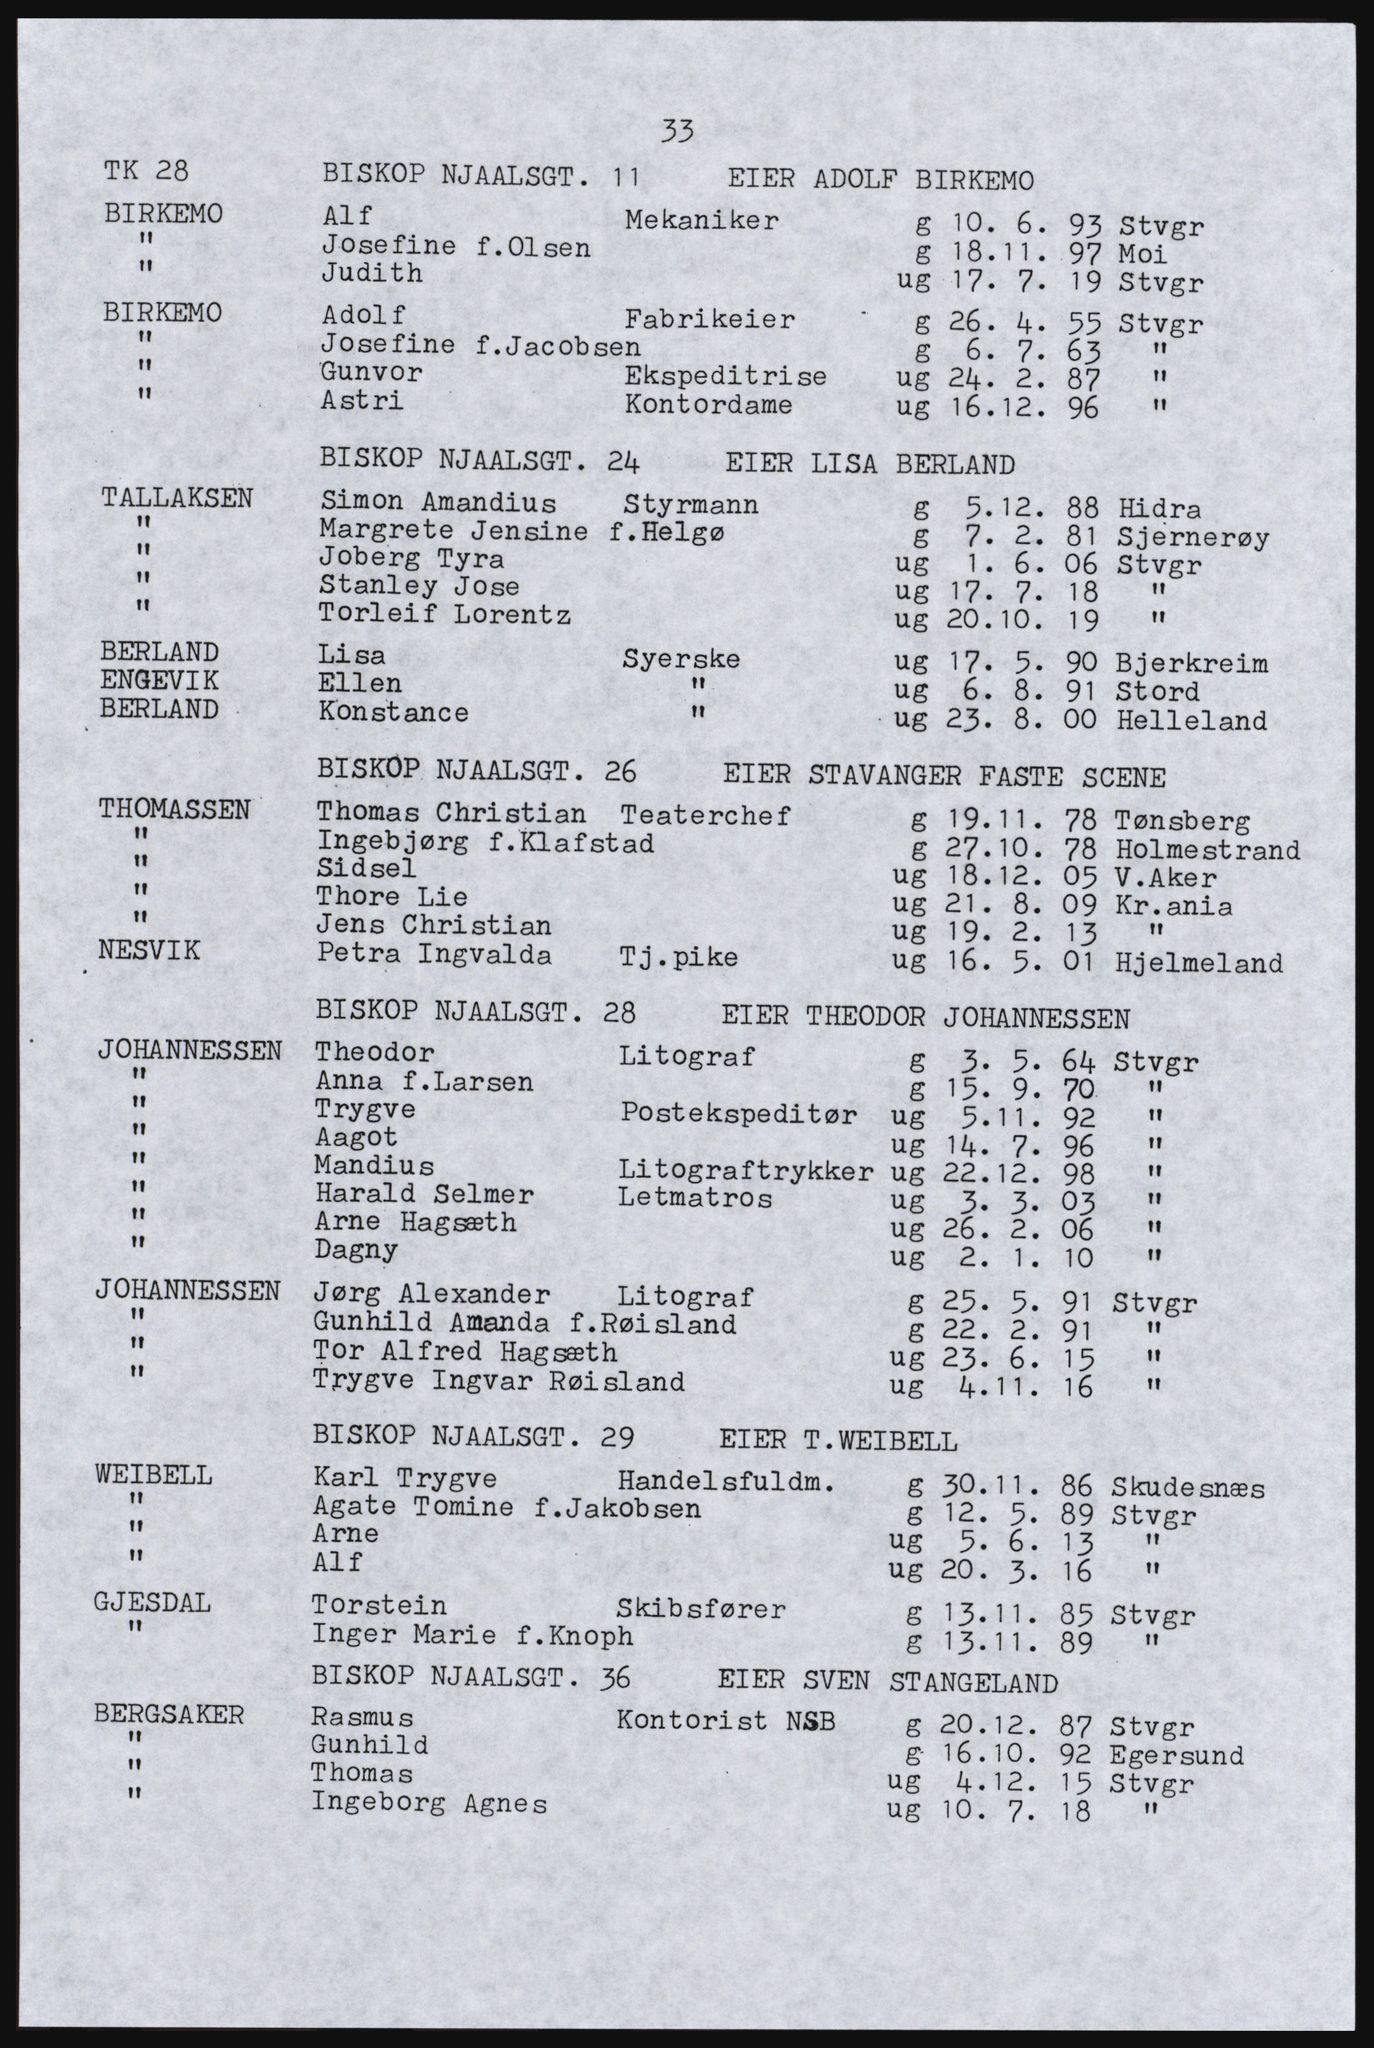 33
TK 28 BISKOP NJAALSGT. 11 EIER ADOLF BIRKEMO
BIRKEMO Alf Mekaniker g 10. 6. 93 Stvgr
" Josefine f.Olsen g 18.11. 97 Moi
" Judith ug 17. 7. 19 Stvgr
BIRKEMO Adolf Fabrikeier g 26. 4. 55 Stvgr
" Josefine f.Jacobsen g 6. 7. 63 "
" Gunvor Ekspeditrise ug 24. 2. 87 "
" Astri Kontordame ug 16.12. 96 "
BISKOP NJAALSGT. 24 EIER LISA BERLAND
TALLAKSEN Simon Amandius Styrmann g 5.12. 88 Hidra
" Margrete Jensine f.Helgø g 7. 2. 81 Sjernerøy
" Joberg Tyra ug 1. 6. 06 Stvgr
" Stanley Jose ug 17. 7. 18 "
" Torleif Lorentz ug 20.10. 19 "
BERLAND Lisa Syerske ug 17. 5. 90 Bjerkreim
ENGEVIK Ellen " ug 6. 8. 91 Stord
BERLAND Konstance " ug 23. 8. 00 Helleland
BISKOP NJAALSGT. 26 EIER STAVANGER FASTE SCENE
THOMASSEN Thomas Christian Teaterchef g 19.11. 78 Tønsberg
" Ingebjørg f.Klafstad g 27.10. 78 Holmestrand
" Sidsel ug 18.12. 05 V.Aker
" Thore Lie ug 21. 8. 09 Kr.ania
" Jens Christian ug 19. 2. 13 "
NESVIK Petra Ingvalda Tj.pike ug 16. 5. 01 Hjelmeland
BISKOP NJAALSGT. 28 EIER THEODOR JOHANNESSEN
JOHANNESSEN Theodor Litograf g 3. 5. 64 Stvgr
" Anna f.Larsen g 15. 9. 70 "
" Trygve Postekspeditør ug 5.11. 92 "
" Aagot ug 14. 7. 96 "
" Mandius Litograftrykker ug 22.12. 98 "
" Harald Selmer Letmatros ug 3. 3. 03 "
" Arne Hagsæth ug 26. 2. 06 "
" Dagny ug 2. 1. 10 "
JOHANNESSEN Jørg Alexander Litograf g 25. 5. 91 Stvgr
" Gunhild Amanda f.Røisland g 22. 2. 91 "
" Tor Alfred Hagsæth ug 23. 6. 15 "
" Trygve Ingvar Røisland ug 4.11. 16 "
BISKOP NJAALSGT. 29 EIER T.WEIBELL
WEIBELL Karl Trygve Handelsfuldm. g 30.11. 86 Skudesnæs
" Agate Tomine f.Jakobsen g 12. 5. 89 Stvgr
" Arne ug 5. 6. 13 "
" Alf ug 20. 3. 16 "
GJESDAL Torstein Skibsfører g 13.11. 85 Stvgr
" Inger Marie f.Knoph g 13.11. 89 "
BISKOP NJAALSGT. 36 EIER SVEN STANGELAND
BERGSAKER Rasmus Kontorist NSB g 20.12. 87 Stvgr
" Gunhild g 16.10. 92 Egersund
" Thomas ug 4.12. 15 Stvgr
" Ingeborg Agnes ug 10. 7. 18 "